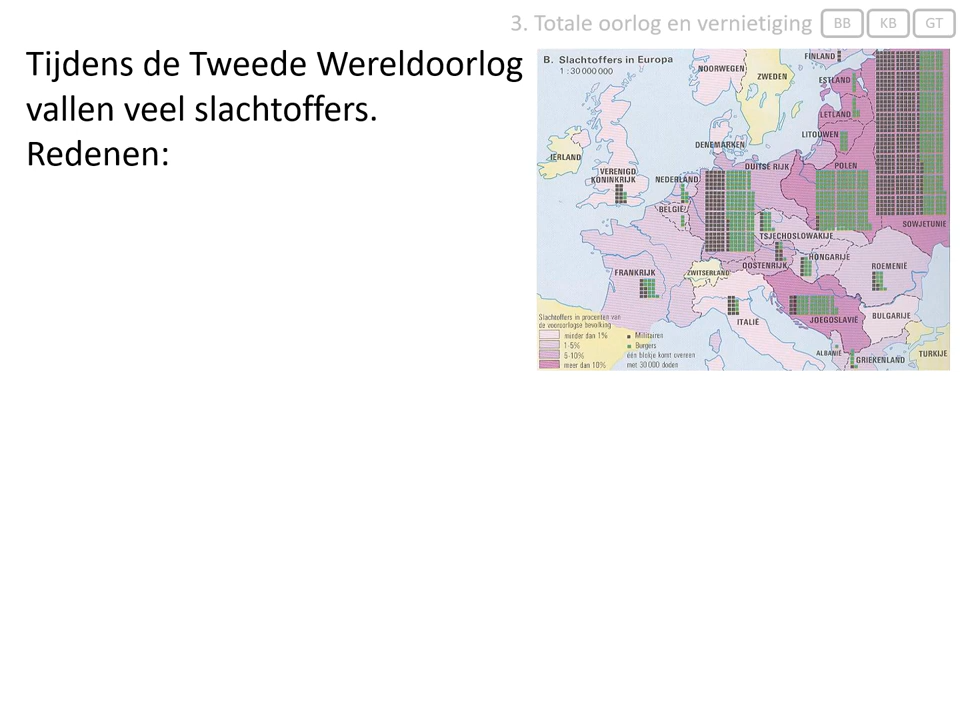 3. Totale oorlog en vernietiging BB KB GT
Tijdens de Tweede Wereldoorlog
vallen veel slachtoffers.
Redenen:
B. Slachtoffers in Europa
1 : 30 000 000
NOORWEGEN
ZWEDEN
FINLAND
ESTLAND
LETLAND
LITOUWEN
DENEMARKEN
IERLAND
VERENIGD
KONINKRIJK
NEDERLAND
DUITSE RIJK
POLEN
BELGIË
SOWJETUNIE
TSJECHOSLOWAKIJE
FRANKRIJK
ZWITSERLAND
OOSTENRIJK
HONGARIJE
ROEMENIË
ITALIË
JOEGOSLAVIË
BULGARIJE
ALBANIË
GRIEKENLAND
TURKIJE
Slachtoffers in procenten van
de vooroorlogse bevolking
minder dan 1%
1-5%
5-10%
meer dan 10%
Militairen
Burgers
één blokje komt overeen
met 30 000 doden